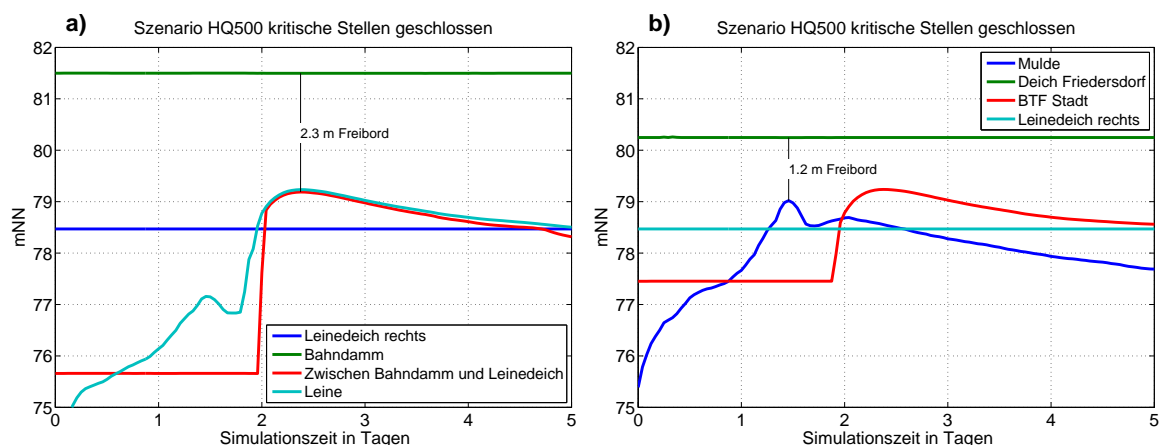 a)
Szenario HQ500 kritische Stellen geschlossen
82
81
80
79
78
77
76
75
mNN
2.3 m Freibord
Leinedeich rechts
Bahndamm
Zwischen Bahndamm und Leinedeich
Leine
0 1 2 3 4 5
Simulationszeit in Tagen
b)
Szenario HQ500 kritische Stellen geschlossen
82
81
80
79
78
77
76
75
mNN
Mulde
Deich Friedersdorf
BTF Stadt
Leinedeich rechts
1.2 m Freibord
0 1 2 3 4 5
Simulationszeit in Tagen